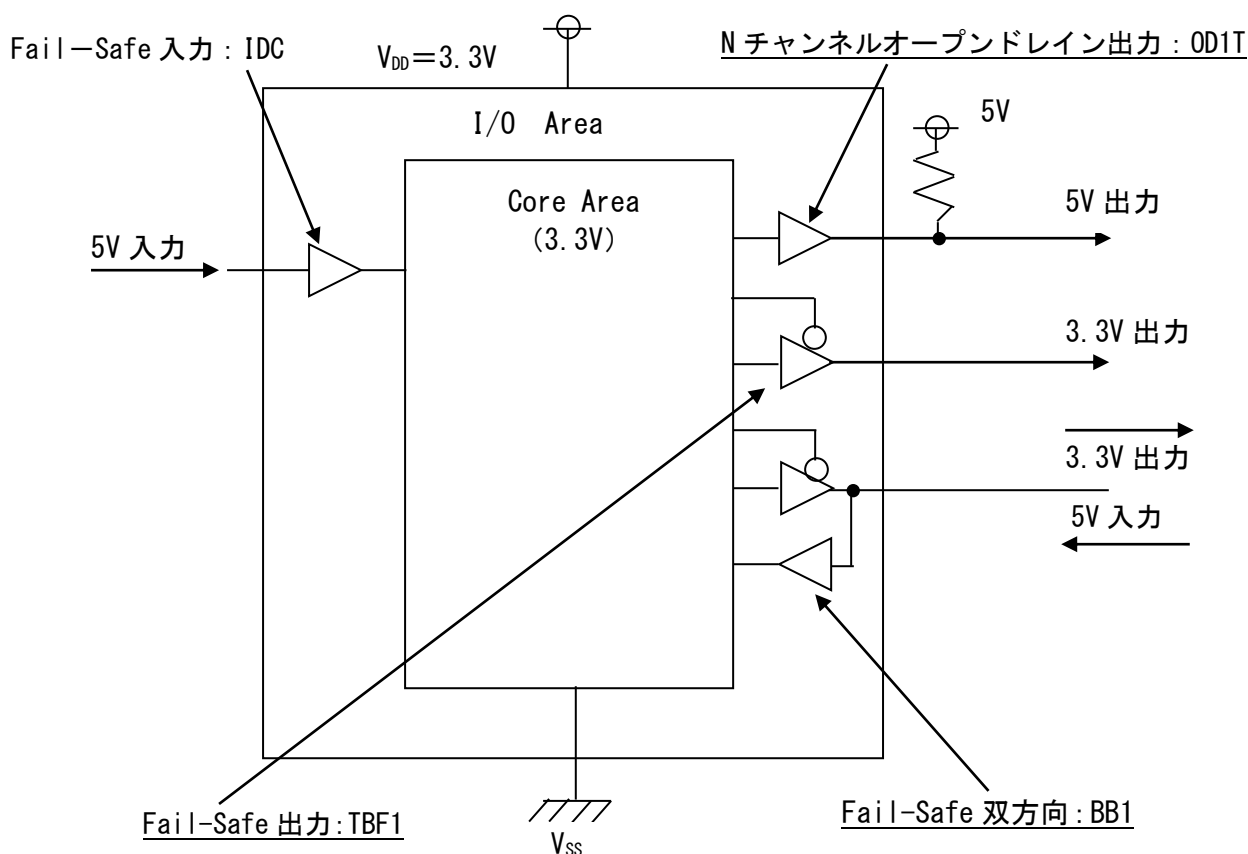 Fail－Safe 入力：IDC
VDD＝3.3V
N チャンネルオープンドレイン出力：OD1T
I/O Area
5V
Core Area
(3.3V)
5V 入力
5V 出力
3.3V 出力
3.3V 出力
5V 入力
Fail-Safe 出力:TBF1
Fail-Safe 双方向：BB1
VSS